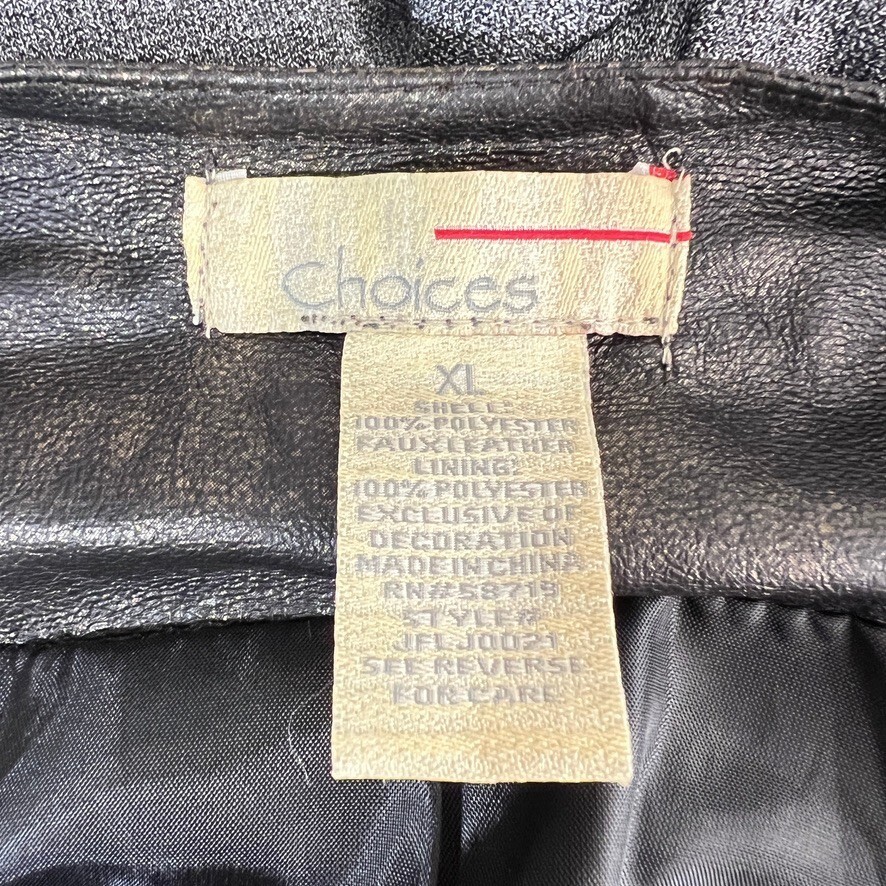 Choices
XL
SHELL:
100% POLYESTER
FAUX LEATHER
LINING:
100% POLYESTER
EXCLUSIVE OF
DECORATION
MADE IN CHINA
RN# 58719
STYLE#
JFLJ0021
SEE REVERSE
FOR CARE